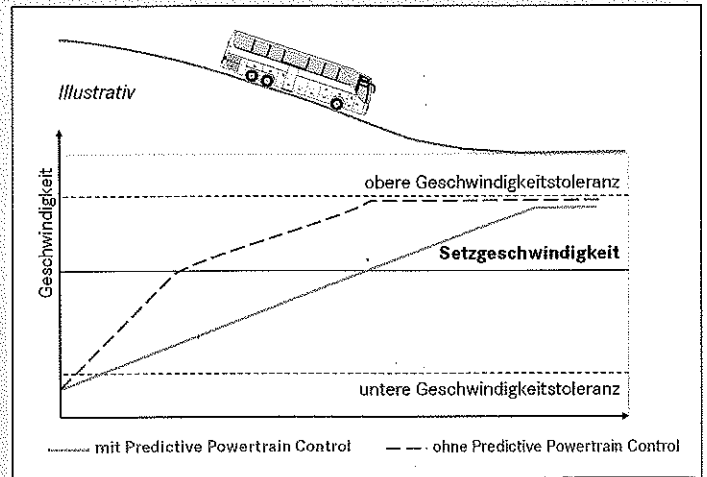 Illustrativ
Geschwindigkeit
obere Geschwindigkeitstoleranz
Setzgeschwindigkeit
untere Geschwindigkeitstoleranz
mit Predictive Powertrain Control
ohne Predictive Powertrain Control